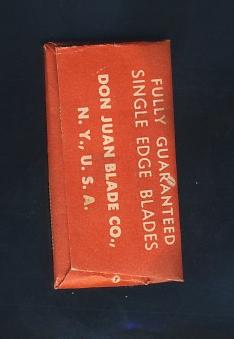 FULLY GUARANTEED
SINGLE EDGE BLADES
DON JUAN BLADE CO.,
N. Y., U. S. A.